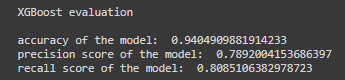 XGBoost evaluation
accuracy of the model:  0.9404909881914233
precision score of the model:  0.7892004153686397
recall score of the model:  0.8085106382978723